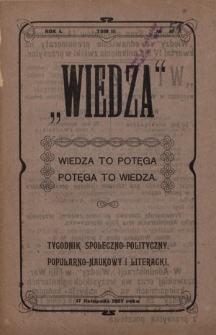 ROK I. TOM II.
„WIEDZA"
WIEDZA TO POTĘGA
POTĘGA TO WIEDZA.
TYGODNIK SPOŁECZNO-POLITYCZNY,
POPULARNO-NAUKOWY I LITERACKI.
17 listopada 1907 roku.